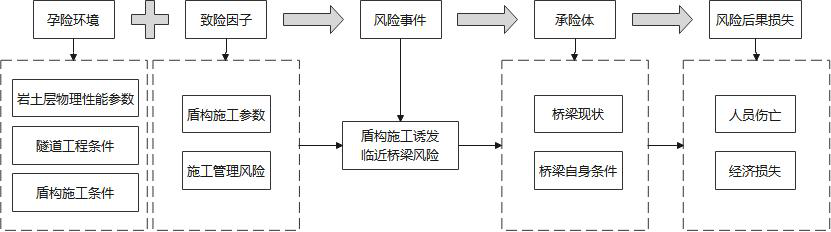 孕险环境
致险因子
风险事件
承险体
风险后果损失
岩土层物理性能参数
隧道工程条件
盾构施工条件
盾构施工参数
施工管理风险
盾构施工诱发
临近桥梁风险
桥梁现状
桥梁自身条件
人员伤亡
经济损失